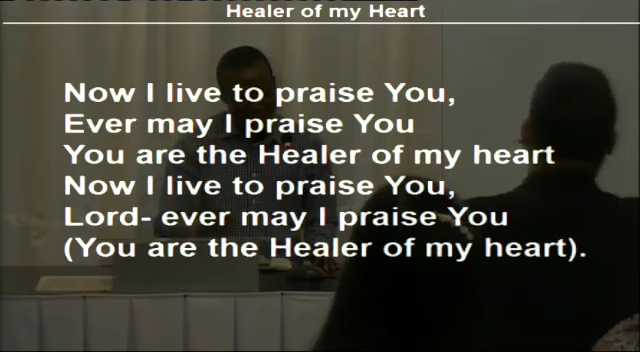 Healer of my Heart
Now I live to praise You,
Ever may I praise You
You are the Healer of my heart
Now I live to praise You,
Lord- ever may I praise You
(You are the Healer of my heart).